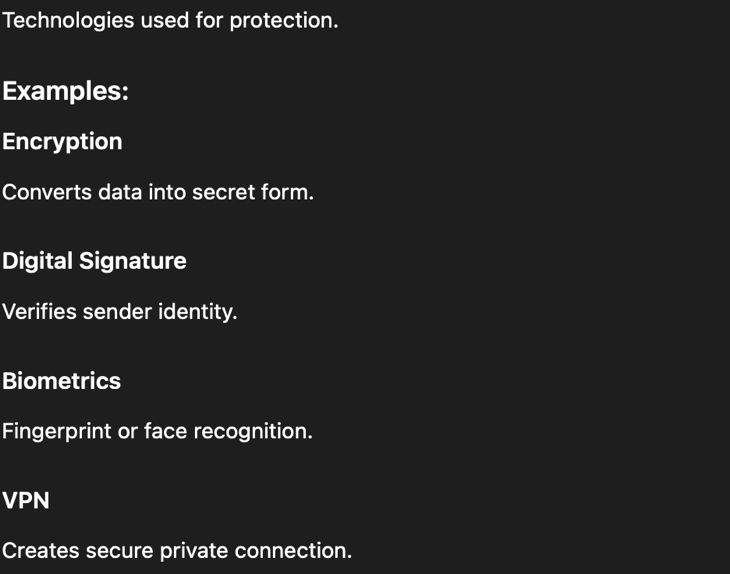 Technologies used for protection.
Examples:
Encryption
Converts data into secret form.
Digital Signature
Verifies sender identity.
Biometrics
Fingerprint or face recognition.
VPN
Creates secure private connection.